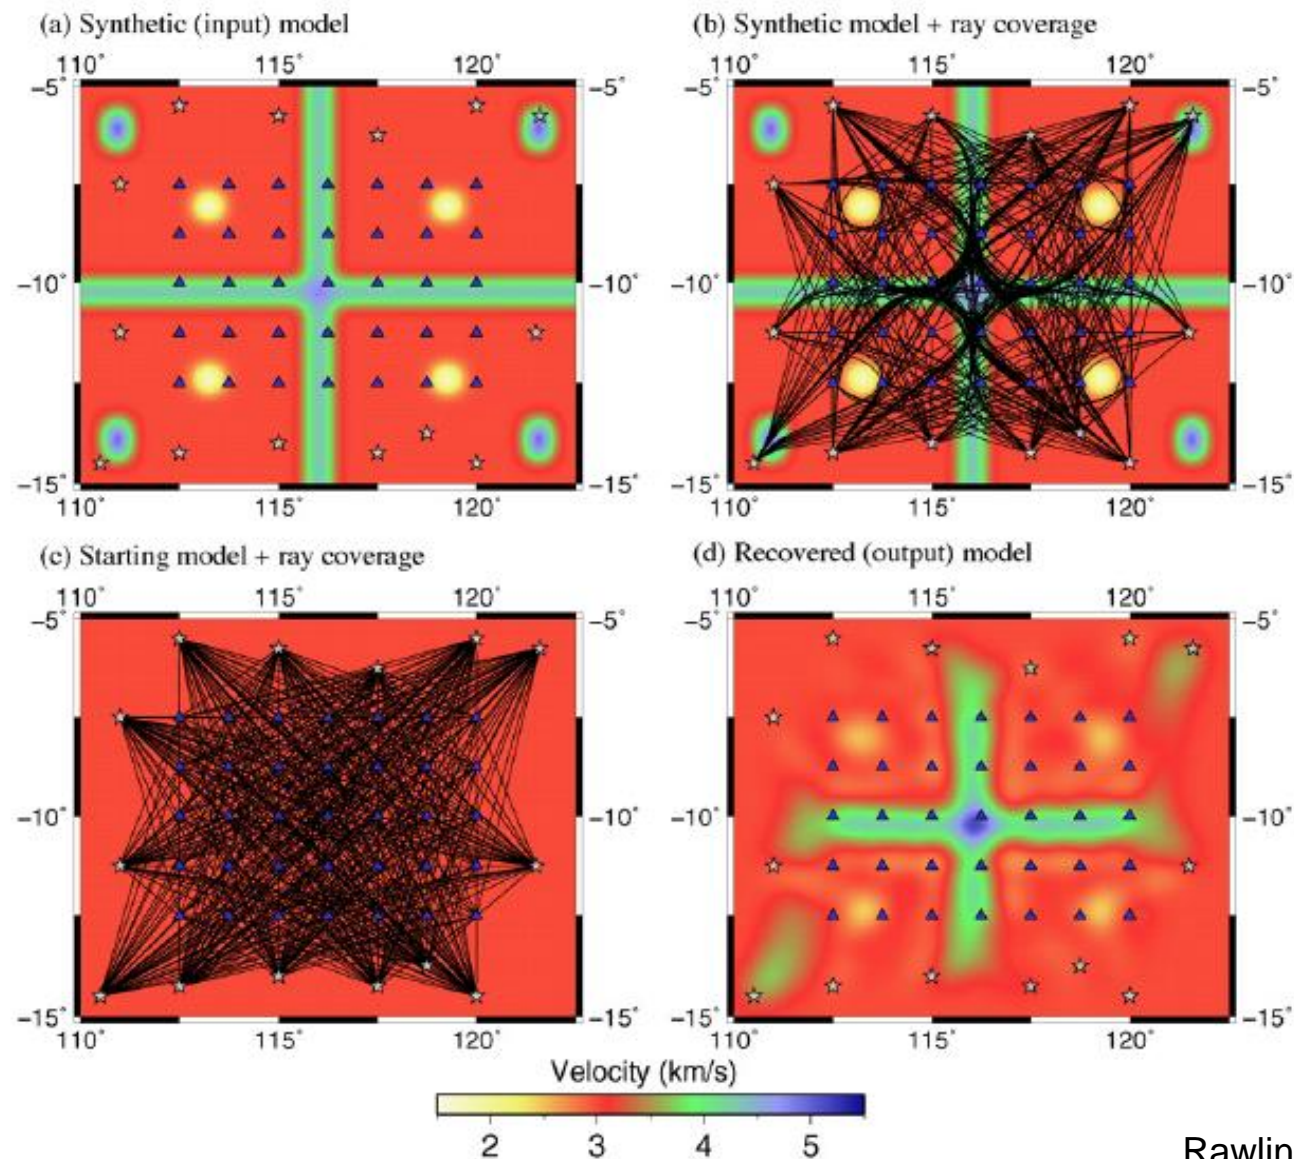 (a) Synthetic (input) model
(b) Synthetic model + ray coverage
110° 115° 120°
110° 115° 120°
−5° −5° −5° −5°
−10° −10° −10° −10°
−15° −15° −15° −15°
110° 115° 120°
110° 115° 120°
(c) Starting model + ray coverage
(d) Recovered (output) model
110° 115° 120°
110° 115° 120°
−5° −5° −5° −5°
−10° −10° −10° −10°
−15° −15° −15° −15°
110° 115° 120°
110° 115° 120°
Velocity (km/s)
2 3 4 5
Rawlin